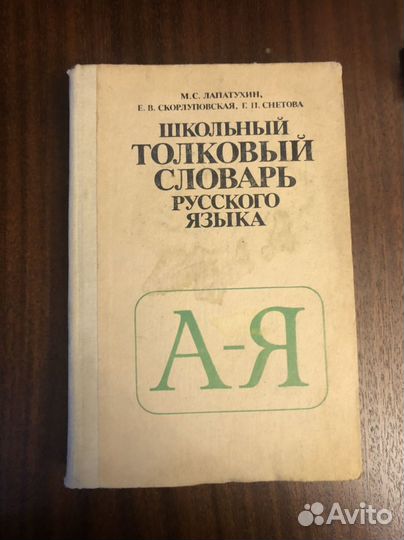 М.С. ЛАПАТУХИН,
Е. В. СКОРЛУПОВСКАЯ, Г. П. СНЕТОВА
ШКОЛЬНЫЙ
ТОЛКОВЫЙ
СЛОВАРЬ
РУССКОГО
ЯЗЫКА
А-Я
Avito